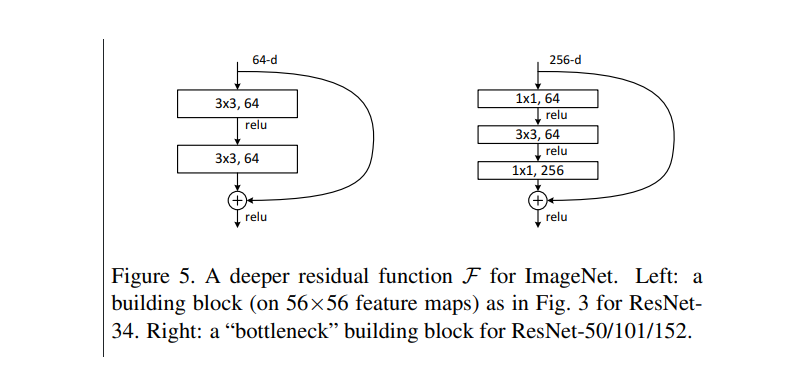 64-d
3x3, 64
relu
3x3, 64
+
relu
256-d
1x1, 64
relu
3x3, 64
relu
1x1, 256
+
relu
Figure 5. A deeper residual function F for ImageNet. Left: a
building block (on 56×56 feature maps) as in Fig. 3 for ResNet-
34. Right: a “bottleneck” building block for ResNet-50/101/152.